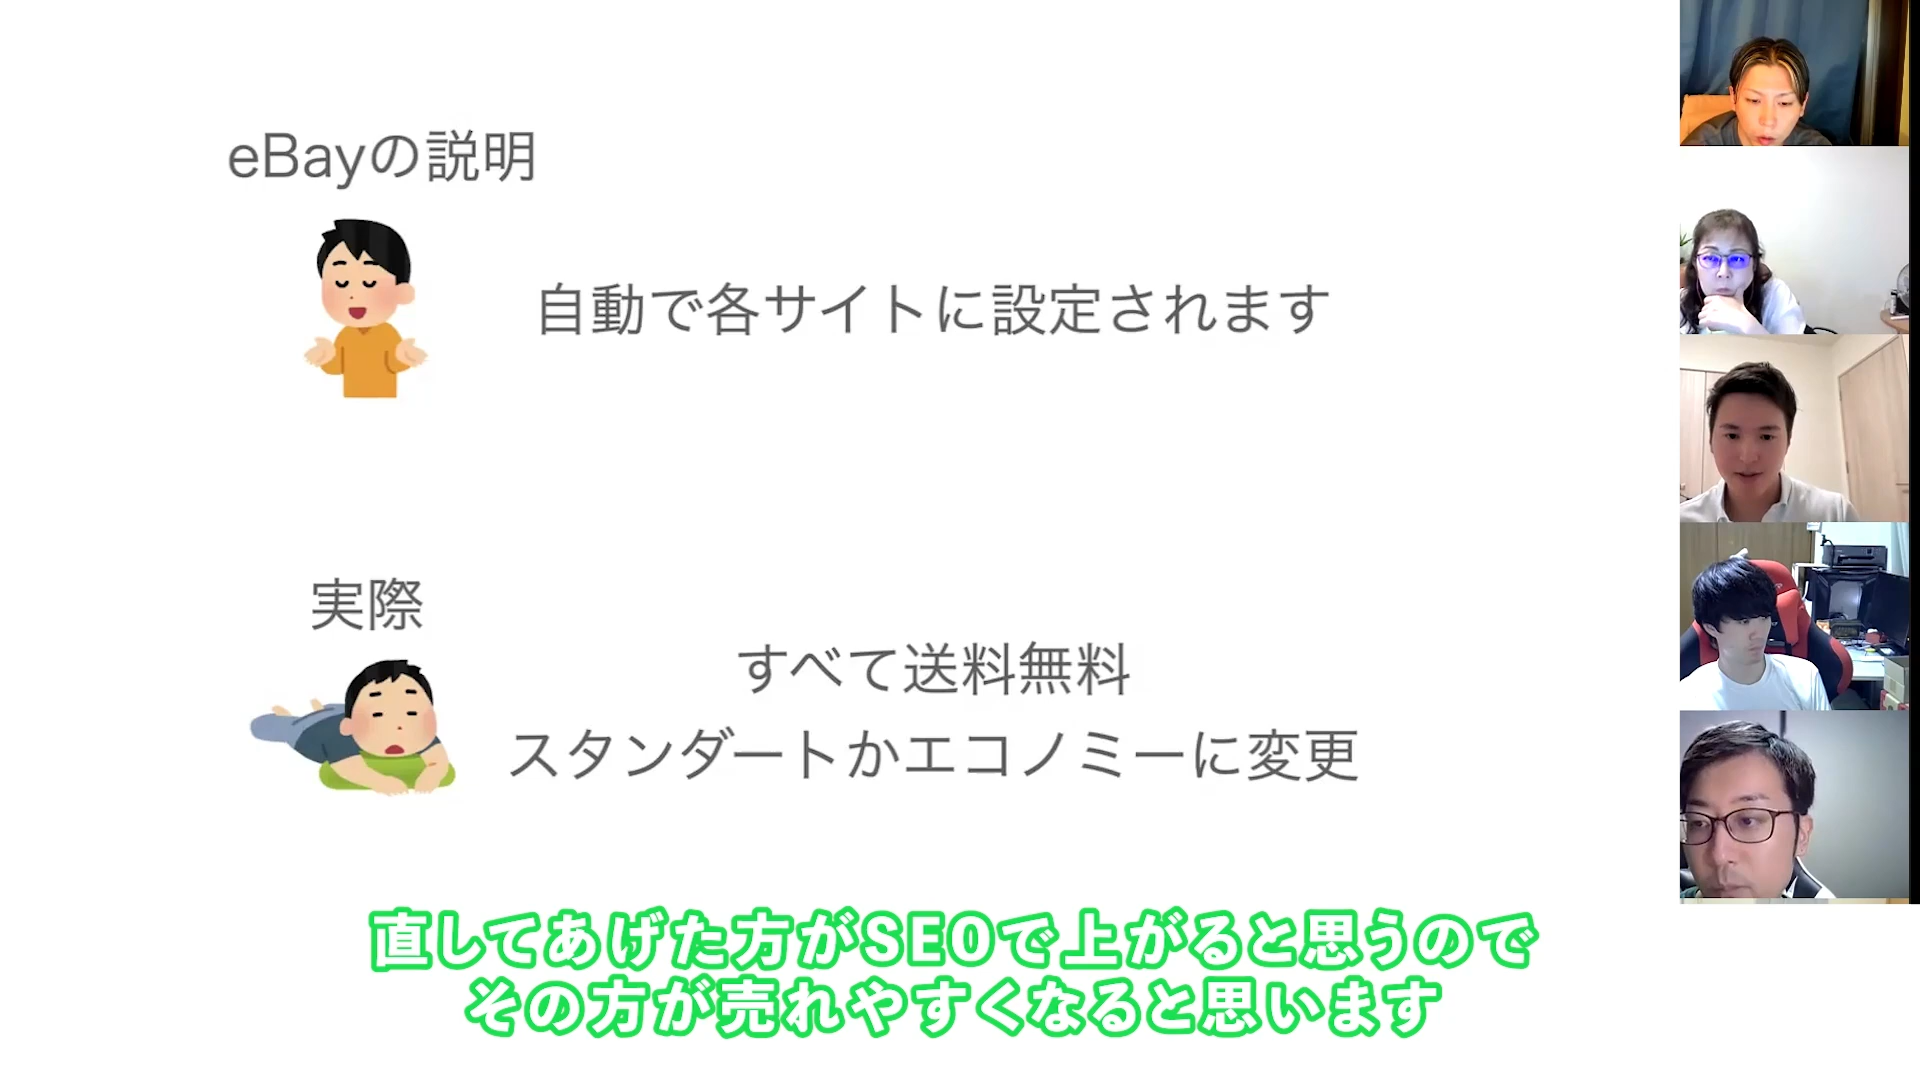 eBayの説明
自動で各サイトに設定されます
実際
すべて送料無料
スタンダートかエコノミーに変更
直してあげた方がSEOで上がると思うので
その方が売れやすくなると思います